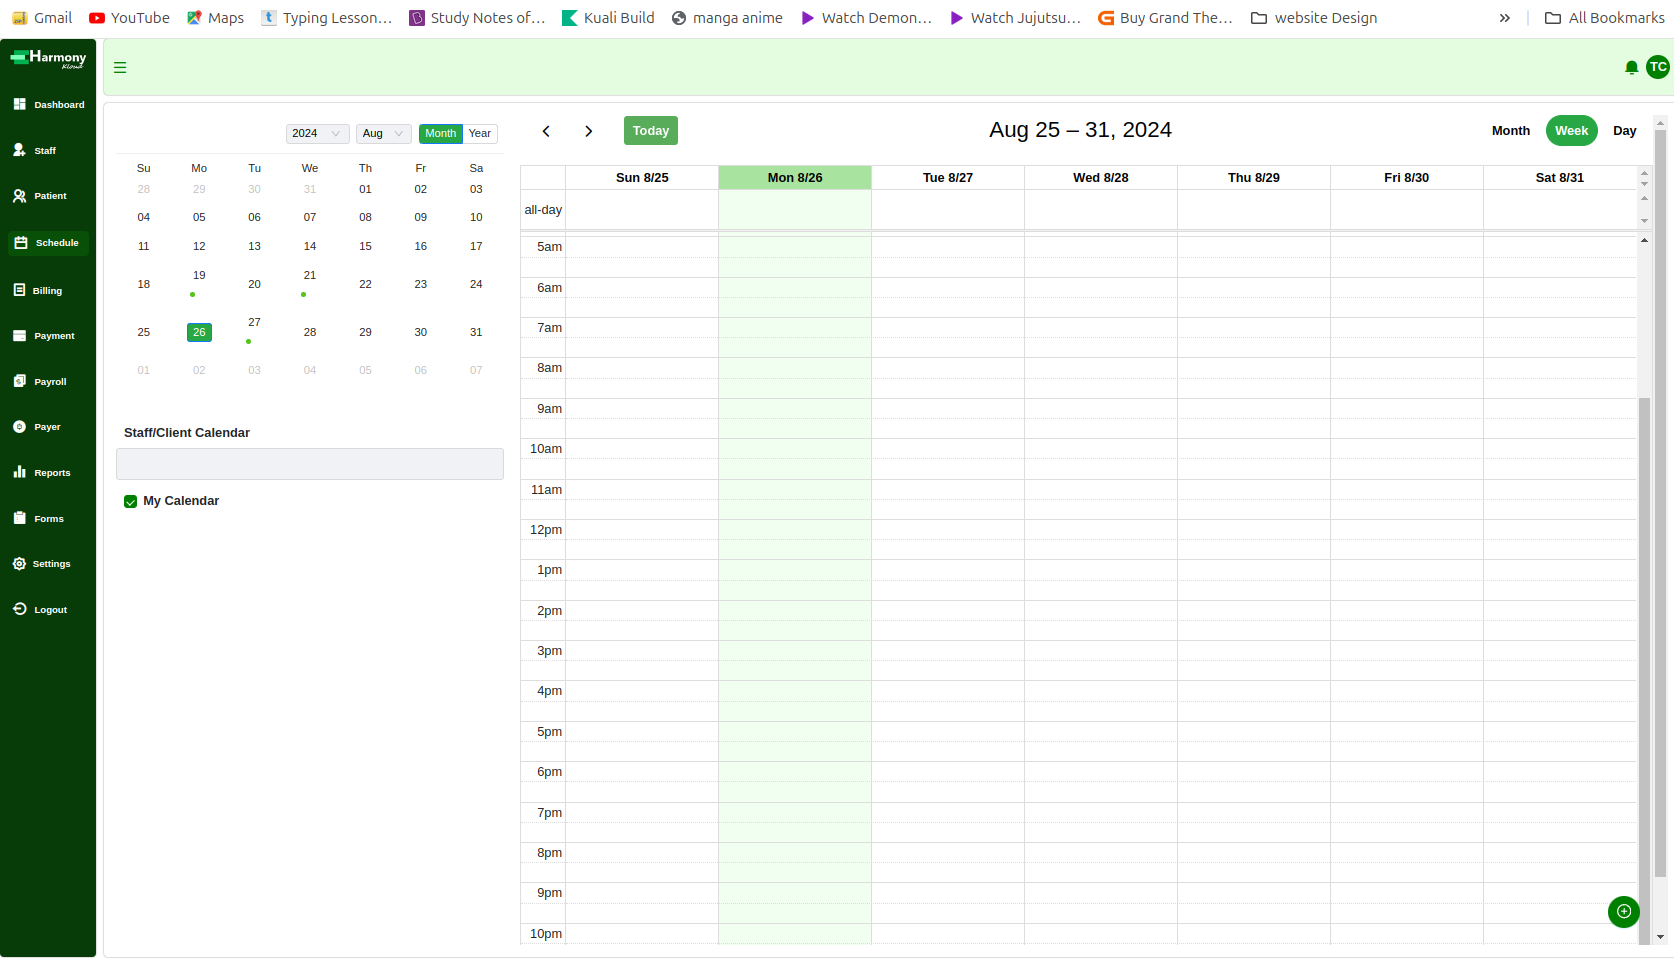 Gmail YouTube Maps Typing Lesson… Study Notes of… Kuali Build manga anime Watch Demon… Watch Jujutsu… Buy Grand The… website Design » All Bookmarks
Harmony
Kloud
TC
Dashboard
Staff
Patient
Schedule
Billing
Payment
Payroll
Payer
Reports
Forms
Settings
Logout
2024 Aug Month Year
Su Mo Tu We Th Fr Sa
28 29 30 31 01 02 03
04 05 06 07 08 09 10
11 12 13 14 15 16 17
18 19 20 21 22 23 24
25 26 27 28 29 30 31
01 02 03 04 05 06 07
Staff/Client Calendar
My Calendar
Today Aug 25 – 31, 2024 Month Week Day
Sun 8/25 Mon 8/26 Tue 8/27 Wed 8/28 Thu 8/29 Fri 8/30 Sat 8/31
all-day
5am
6am
7am
8am
9am
10am
11am
12pm
1pm
2pm
3pm
4pm
5pm
6pm
7pm
8pm
9pm
10pm